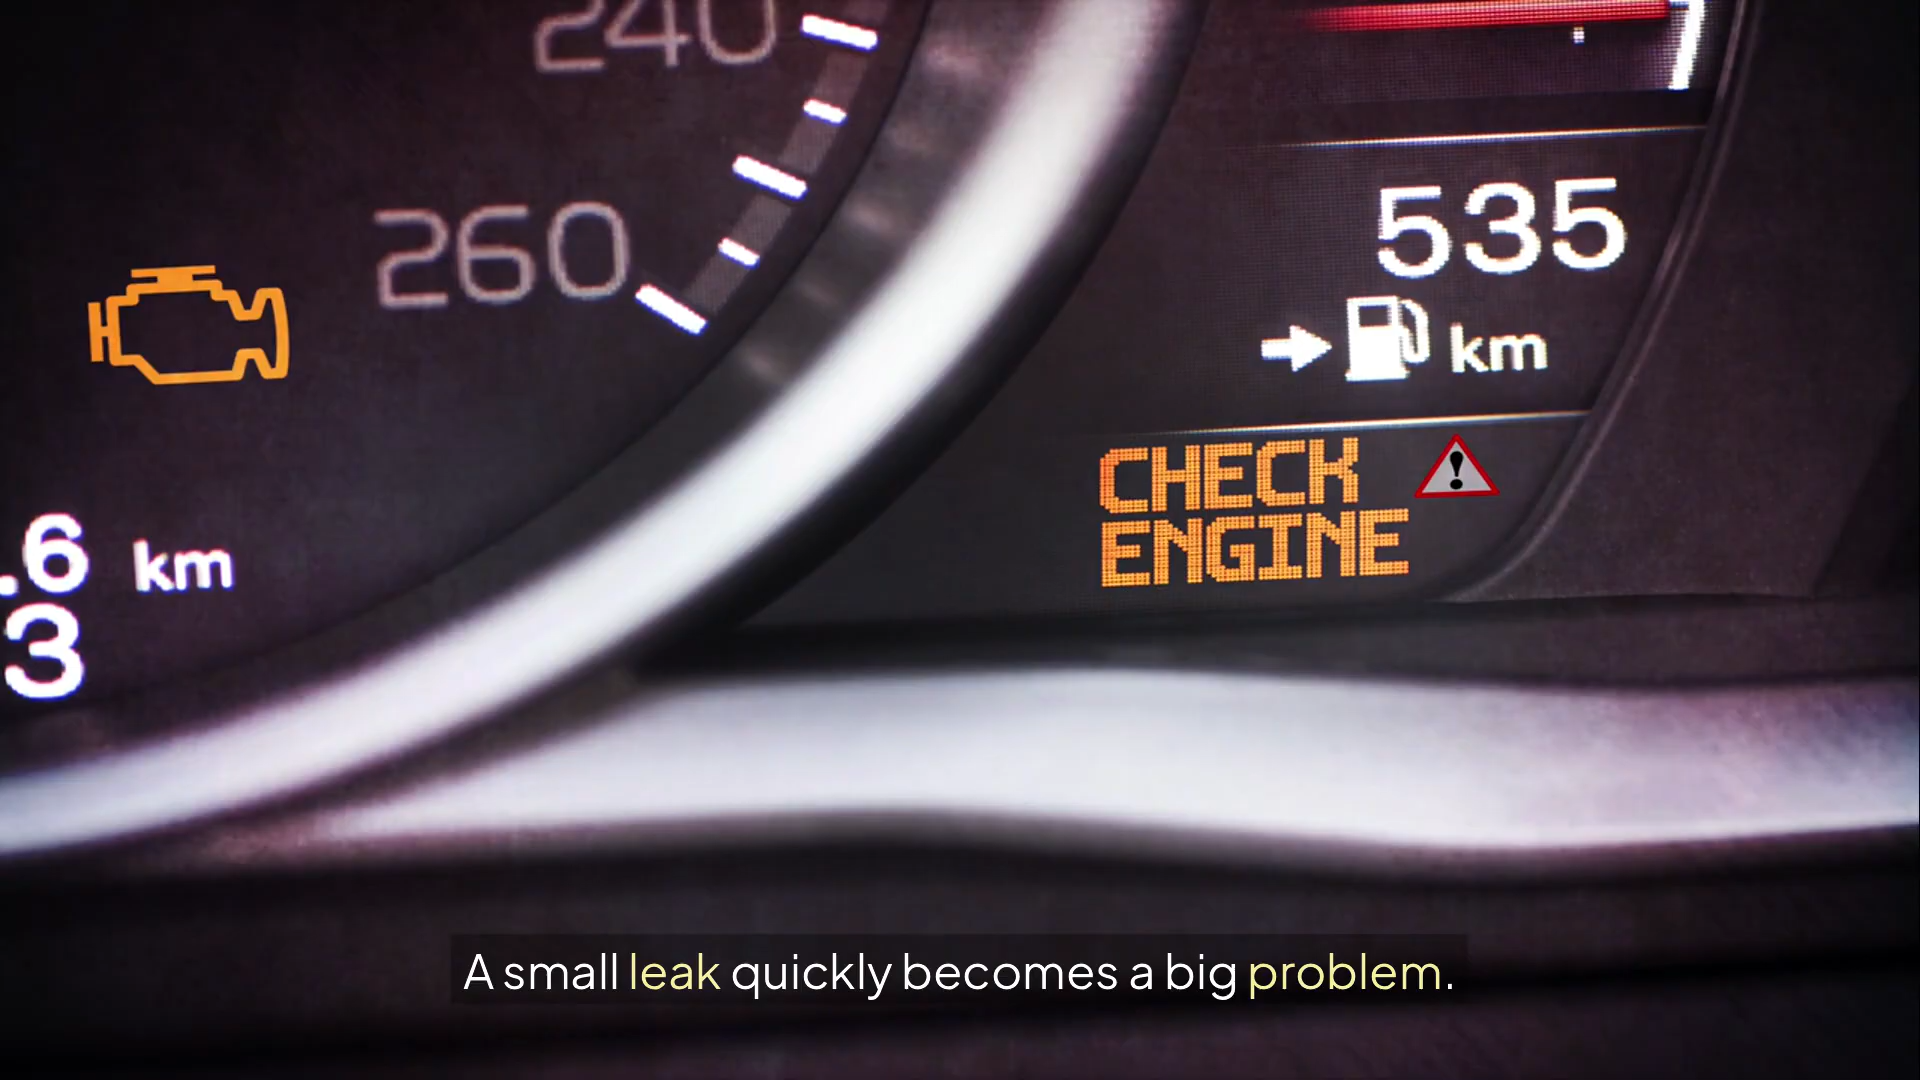 240
260
535
km
CHECK
ENGINE
.6 km
3
A small leak quickly becomes a big problem.